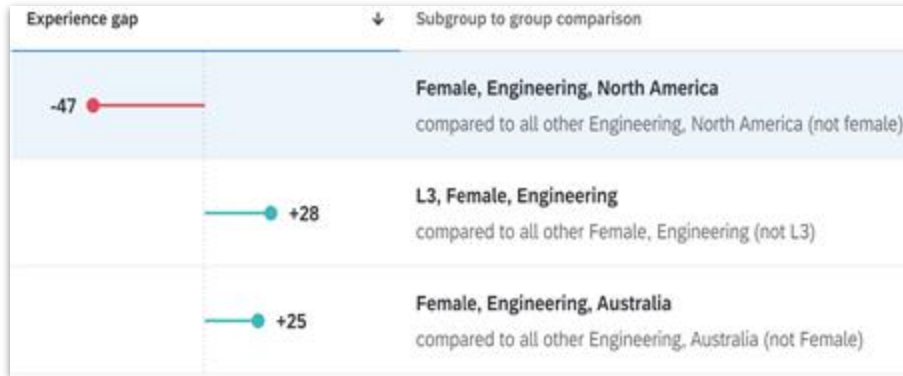 Experience gap
Subgroup to group comparison
-47
Female, Engineering, North America
compared to all other Engineering, North America (not female)
+28
L3, Female, Engineering
compared to all other Female, Engineering (not L3)
+25
Female, Engineering, Australia
compared to all other Engineering, Australia (not Female)